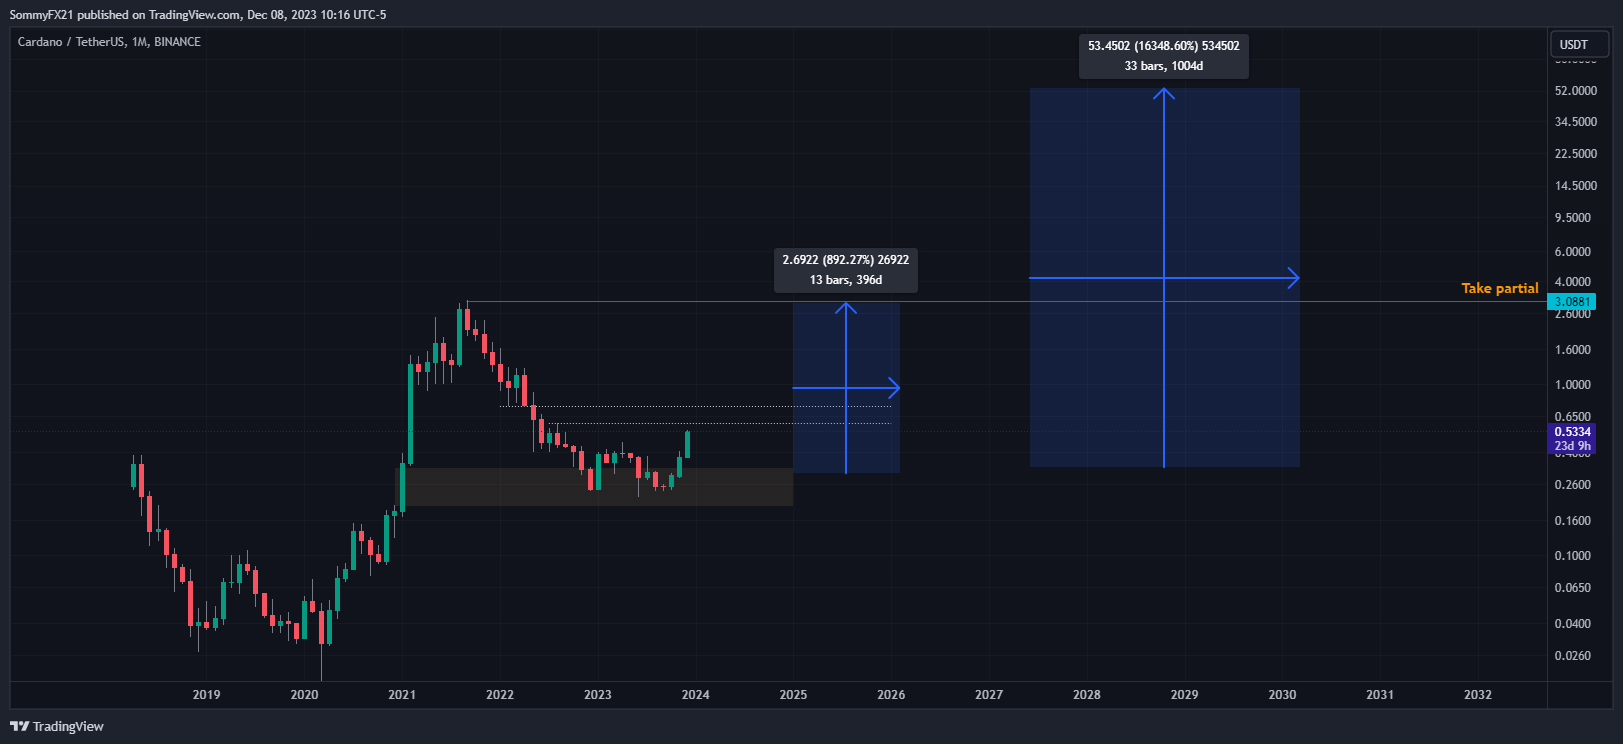 SommyFX21 published on TradingView.com, Dec 08, 2023 10:16 UTC-5
Cardano / TetherUS, 1M, BINANCE
USDT
53.4502 (16348.60%) 534502
33 bars, 1004d
52.0000
34.5000
22.5000
14.5000
9.5000
2.6922 (892.27%) 26922
13 bars, 396d
6.0000
4.0000
Take partial
3.0881
2.6000
1.6000
1.0000
0.6500
0.5334
23d 9h
0.2600
0.1600
0.1000
0.0650
0.0400
0.0260
2019 2020 2021 2022 2023 2024 2025 2026 2027 2028 2029 2030 2031 2032
TradingView